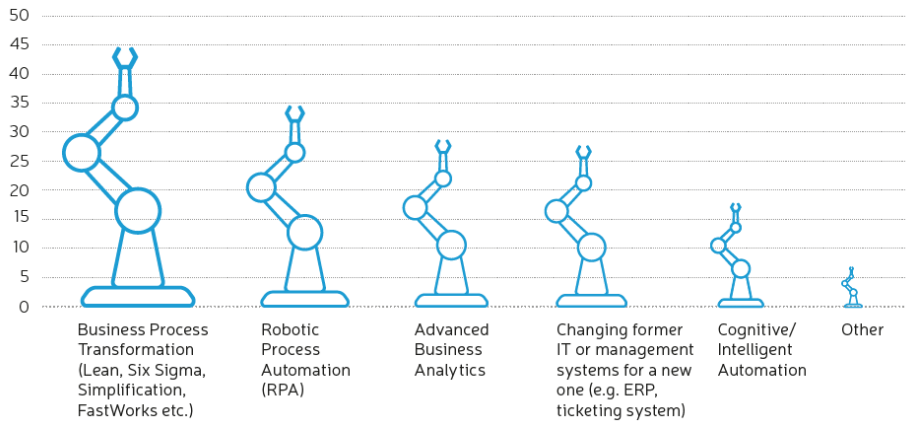 50
45
40
35
30
25
20
15
10
5
0
Business Process
Transformation
(Lean, Six Sigma,
Simplification,
FastWorks etc.)
Robotic
Process
Automation
(RPA)
Advanced
Business
Analytics
Changing former
IT or management
systems for a new
one (e.g. ERP,
ticketing system)
Cognitive/
Intelligent
Automation
Other